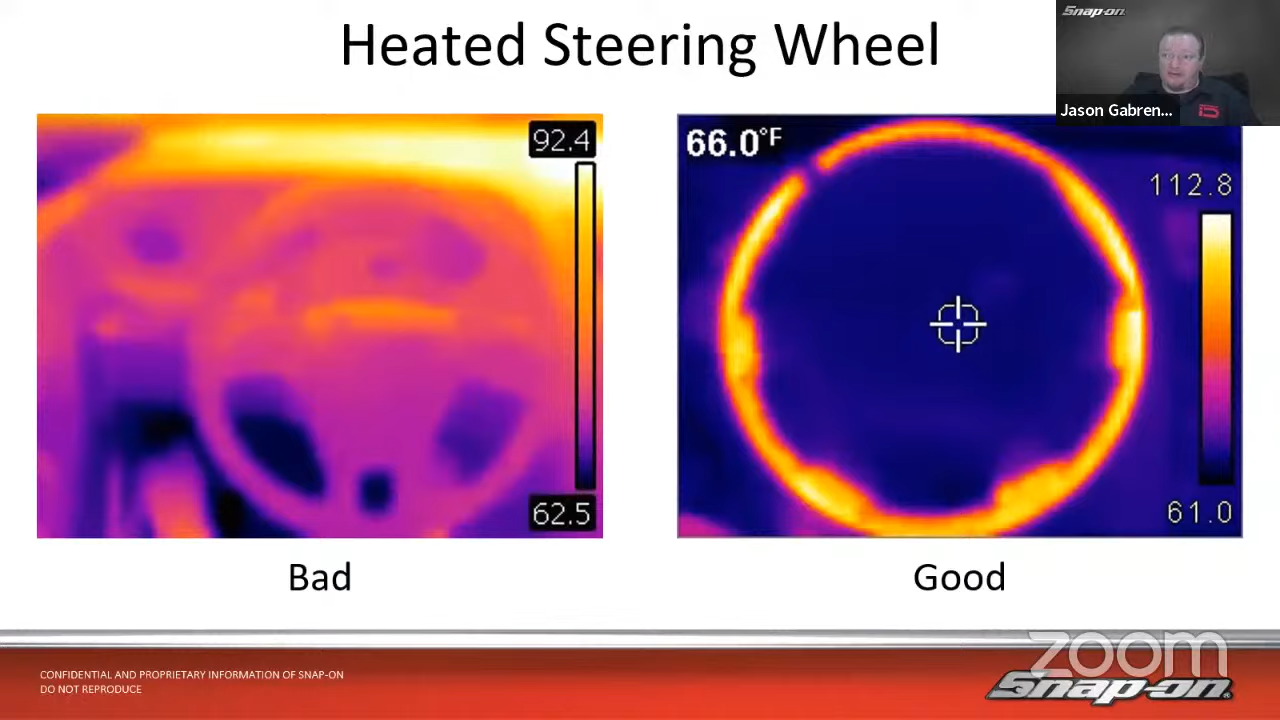 Heated Steering Wheel
Snap-on
Jason Gabren...
92.4
62.5
66.0°F
112.8
61.0
Bad
Good
CONFIDENTIAL AND PROPRIETARY INFORMATION OF SNAP-ON
DO NOT REPRODUCE
zoom
Snap-on